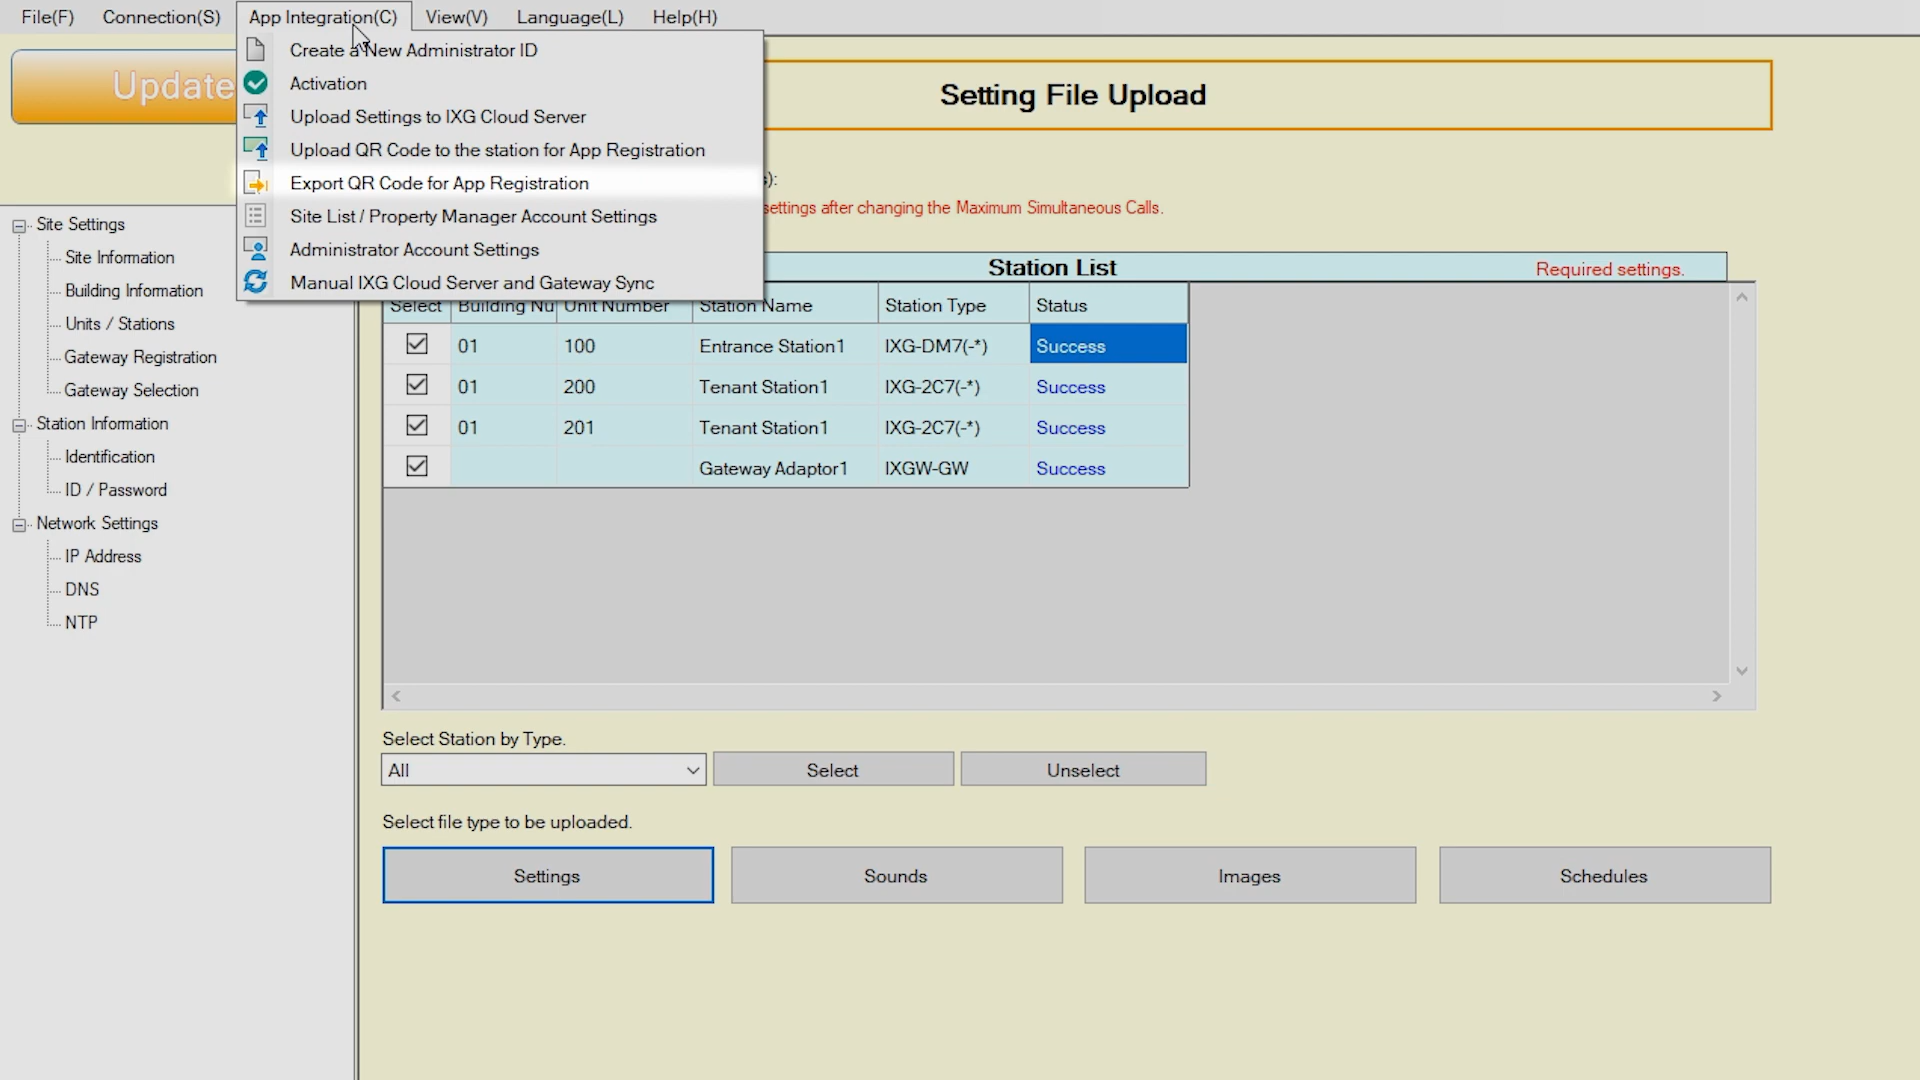 File(F) Connection(S) App Integration(C) View(V) Language(L) Help(H)
Create a New Administrator ID
Activation
Upload Settings to IXG Cloud Server
Upload QR Code to the station for App Registration
Export QR Code for App Registration
Site List / Property Manager Account Settings
Administrator Account Settings
Manual IXG Cloud Server and Gateway Sync
Update
Setting File Upload
settings after changing the Maximum Simultaneous Calls.
Site Settings
Site Information
Building Information
Units / Stations
Gateway Registration
Gateway Selection
Station Information
Identification
ID / Password
Network Settings
IP Address
DNS
NTP
Station List Required settings.
Select Building Nu Unit Number Station Name Station Type Status
01 100 Entrance Station1 IXG-DM7(-*) Success
01 200 Tenant Station1 IXG-2C7(-*) Success
01 201 Tenant Station1 IXG-2C7(-*) Success
Gateway Adaptor1 IXGW-GW Success
Select Station by Type.
All Select Unselect
Select file type to be uploaded.
Settings Sounds Images Schedules